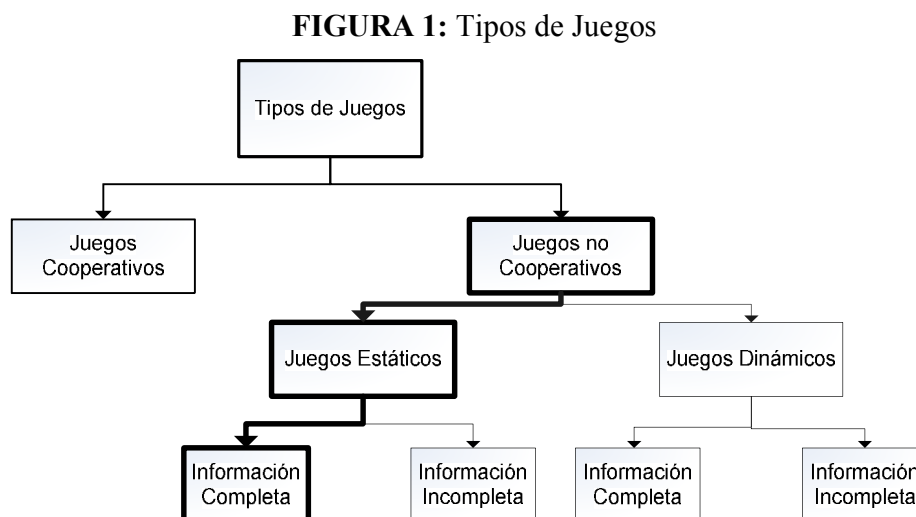 FIGURA 1: Tipos de Juegos
Tipos de Juegos
Juegos
Cooperativos
Juegos no
Cooperativos
Juegos Estáticos
Juegos Dinámicos
Información
Completa
Información
Incompleta
Información
Completa
Información
Incompleta